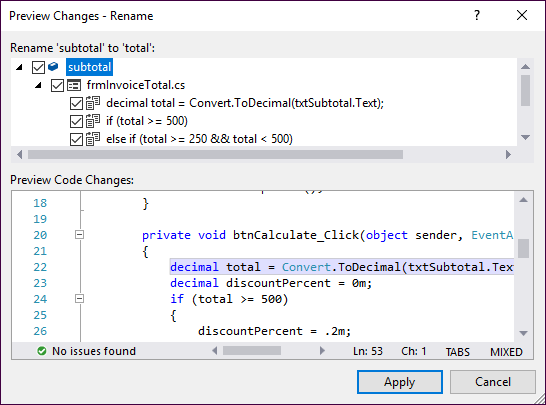 Preview Changes - Rename
Rename 'subtotal' to 'total':
subtotal
frmInvoiceTotal.cs
decimal total = Convert.ToDecimal(txtSubtotal.Text);
if (total >= 500)
else if (total >= 250 && total < 500)
Preview Code Changes:
18 }
19
20 private void btnCalculate_Click(object sender, EventA
21 {
22 decimal total = Convert.ToDecimal(txtSubtotal.Text
23 decimal discountPercent = 0m;
24 if (total >= 500)
25 {
26 discountPercent = .2m;
No issues found Ln: 53 Ch: 1 TABS MIXED
Apply Cancel